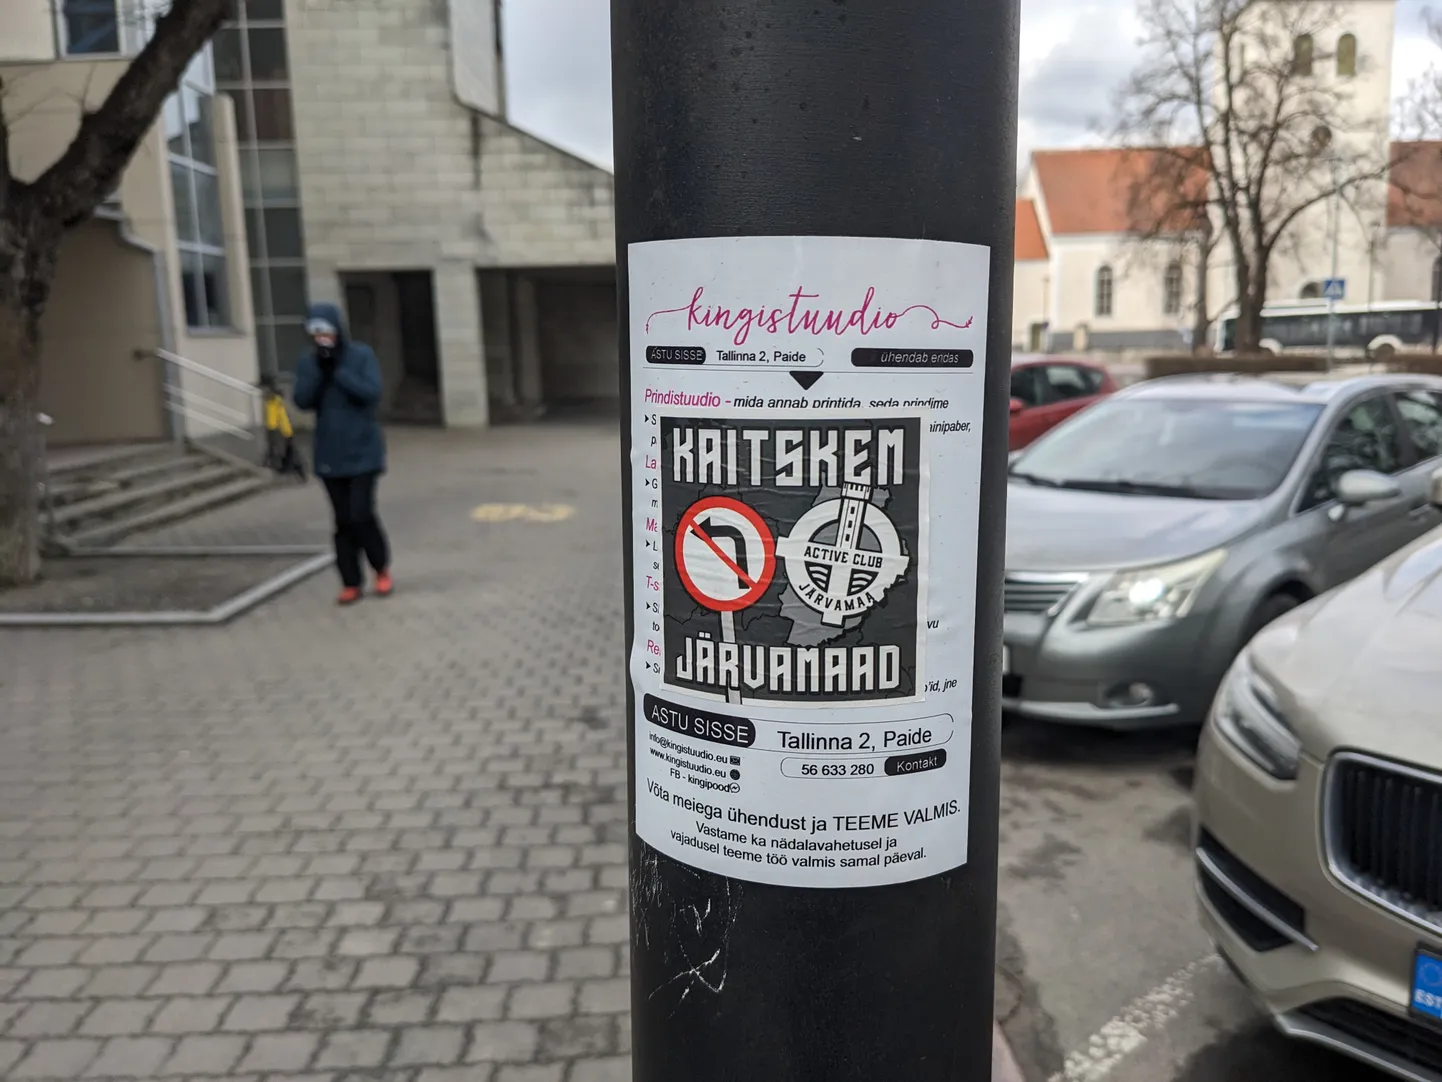 kingistuudio
ASTU SISSE Tallinna 2, Paide ühendab endas
Prindistuudio - mida annab printida, seda prindime
KAITSKEM
ACTIVE CLUB
JÄRVAMAA
JÄRVAMAAD
ASTU SISSE Tallinna 2, Paide
info@kingistuudio.eu
www.kingistuudio.eu
FB - kingipood
56 633 280 Kontakt
Võta meiega ühendust ja TEEME VALMIS.
Vastame ka nädalavahetusel ja
vajadusel teeme töö valmis samal päeval.
EST